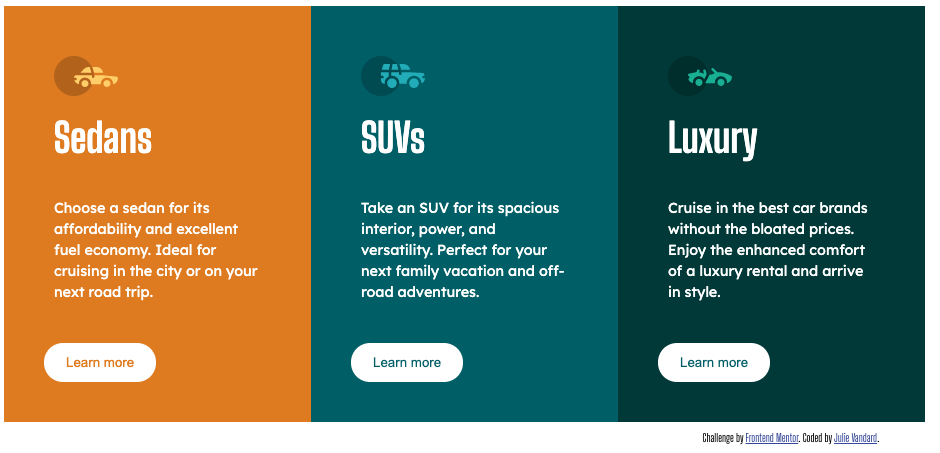 Sedans
Choose a sedan for its
affordability and excellent
fuel economy. Ideal for
cruising in the city or on your
next road trip.
Learn more
SUVs
Take an SUV for its spacious
interior, power, and
versatility. Perfect for your
next family vacation and off-
road adventures.
Learn more
Luxury
Cruise in the best car brands
without the bloated prices.
Enjoy the enhanced comfort
of a luxury rental and arrive
in style.
Learn more
Challenge by Frontend Mentor. Coded by Julie Vandard.